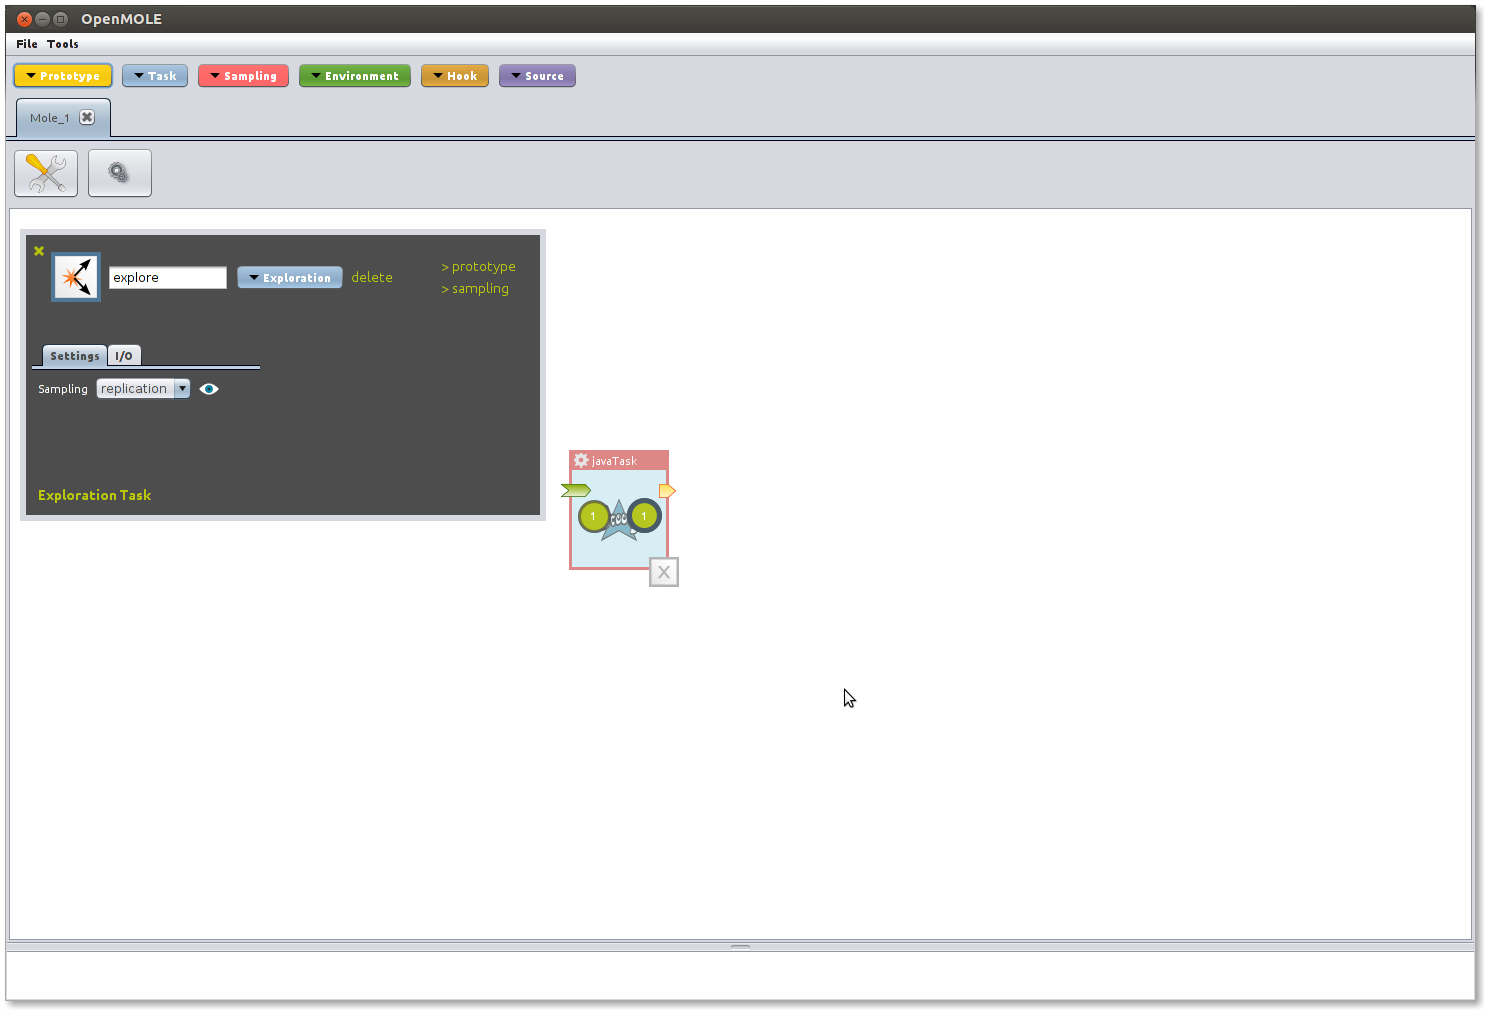 OpenMOLE
File Tools
Prototype Task Sampling Environment Hook Source
Mole_1
explore Exploration delete
> prototype
> sampling
Settings I/O
Sampling replication
Exploration Task
javaTask
1 1
X